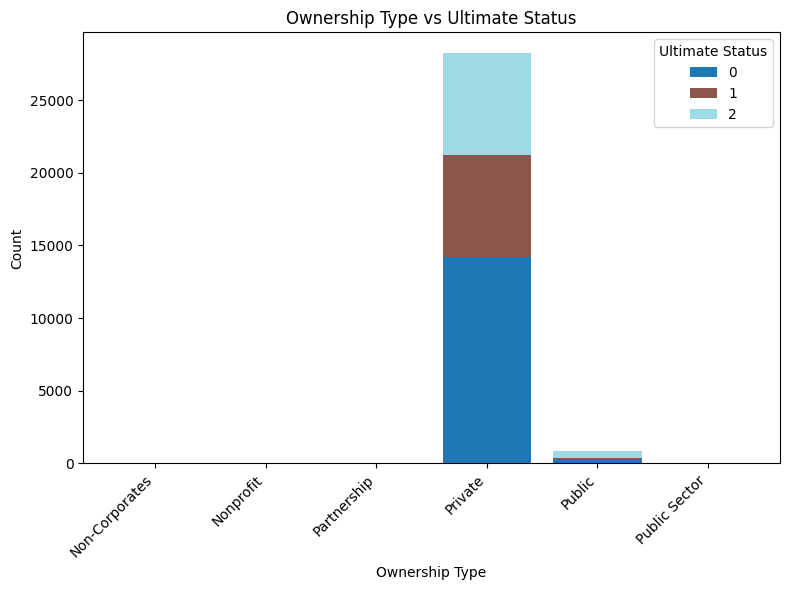 Ownership Type vs Ultimate Status
Ultimate Status
0
1
2
Count
25000
20000
15000
10000
5000
0
Non-Corporates
Nonprofit
Partnership
Private
Public
Public Sector
Ownership Type